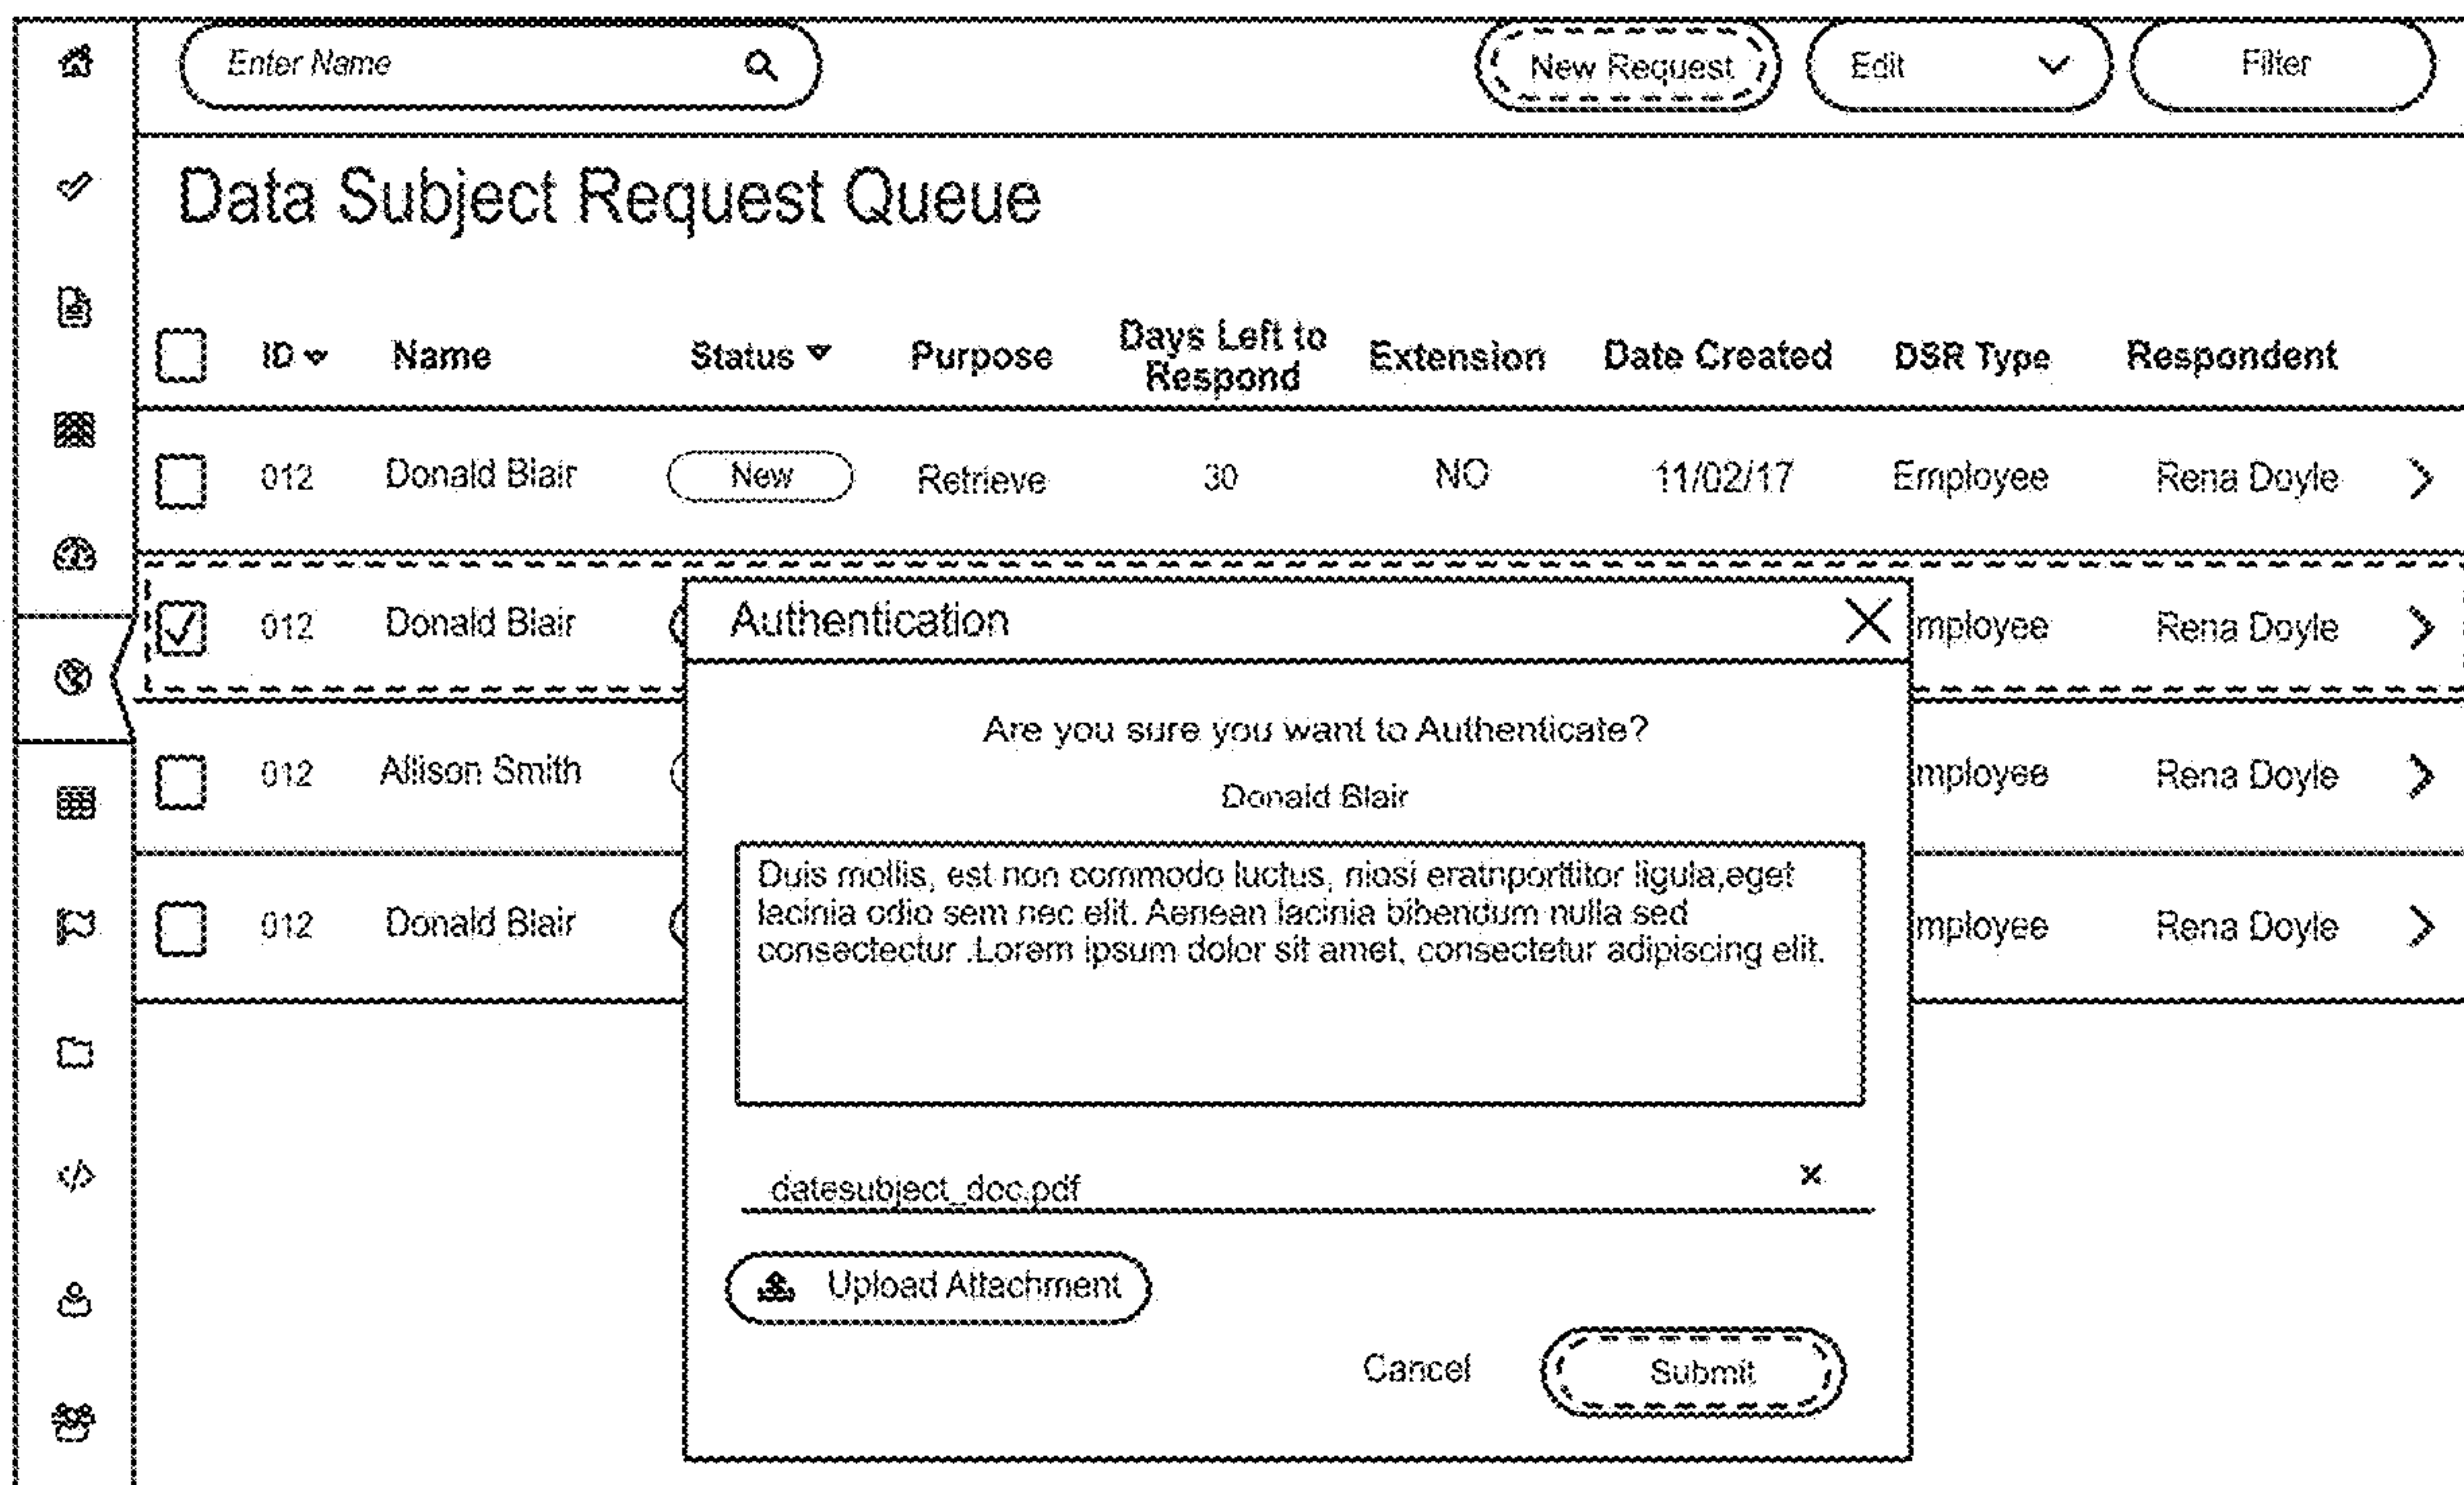 Enter Name
New Request
Edit
Filter
Data Subject Request Queue
ID Name Status Purpose Days Left to Respond Extension Date Created DSR Type Respondent
012 Donald Blair New Retrieve 30 NO 11/02/17 Employee Rena Doyle
012 Donald Blair mployee Rena Doyle
012 Allison Smith mployee Rena Doyle
012 Donald Blair mployee Rena Doyle
Authentication
Are you sure you want to Authenticate?
Donald Blair
Duis mollis, est non commodo luctus, niosi eratnporttitor ligula,eget
lacinia odio sem nec elit. Aenean lacinia bibendum nulla sed
consectectur .Lorem ipsum dolor sit amet, consectetur adipiscing elit.
datesubject_doc.pdf
Upload Attachment
Cancel
Submit